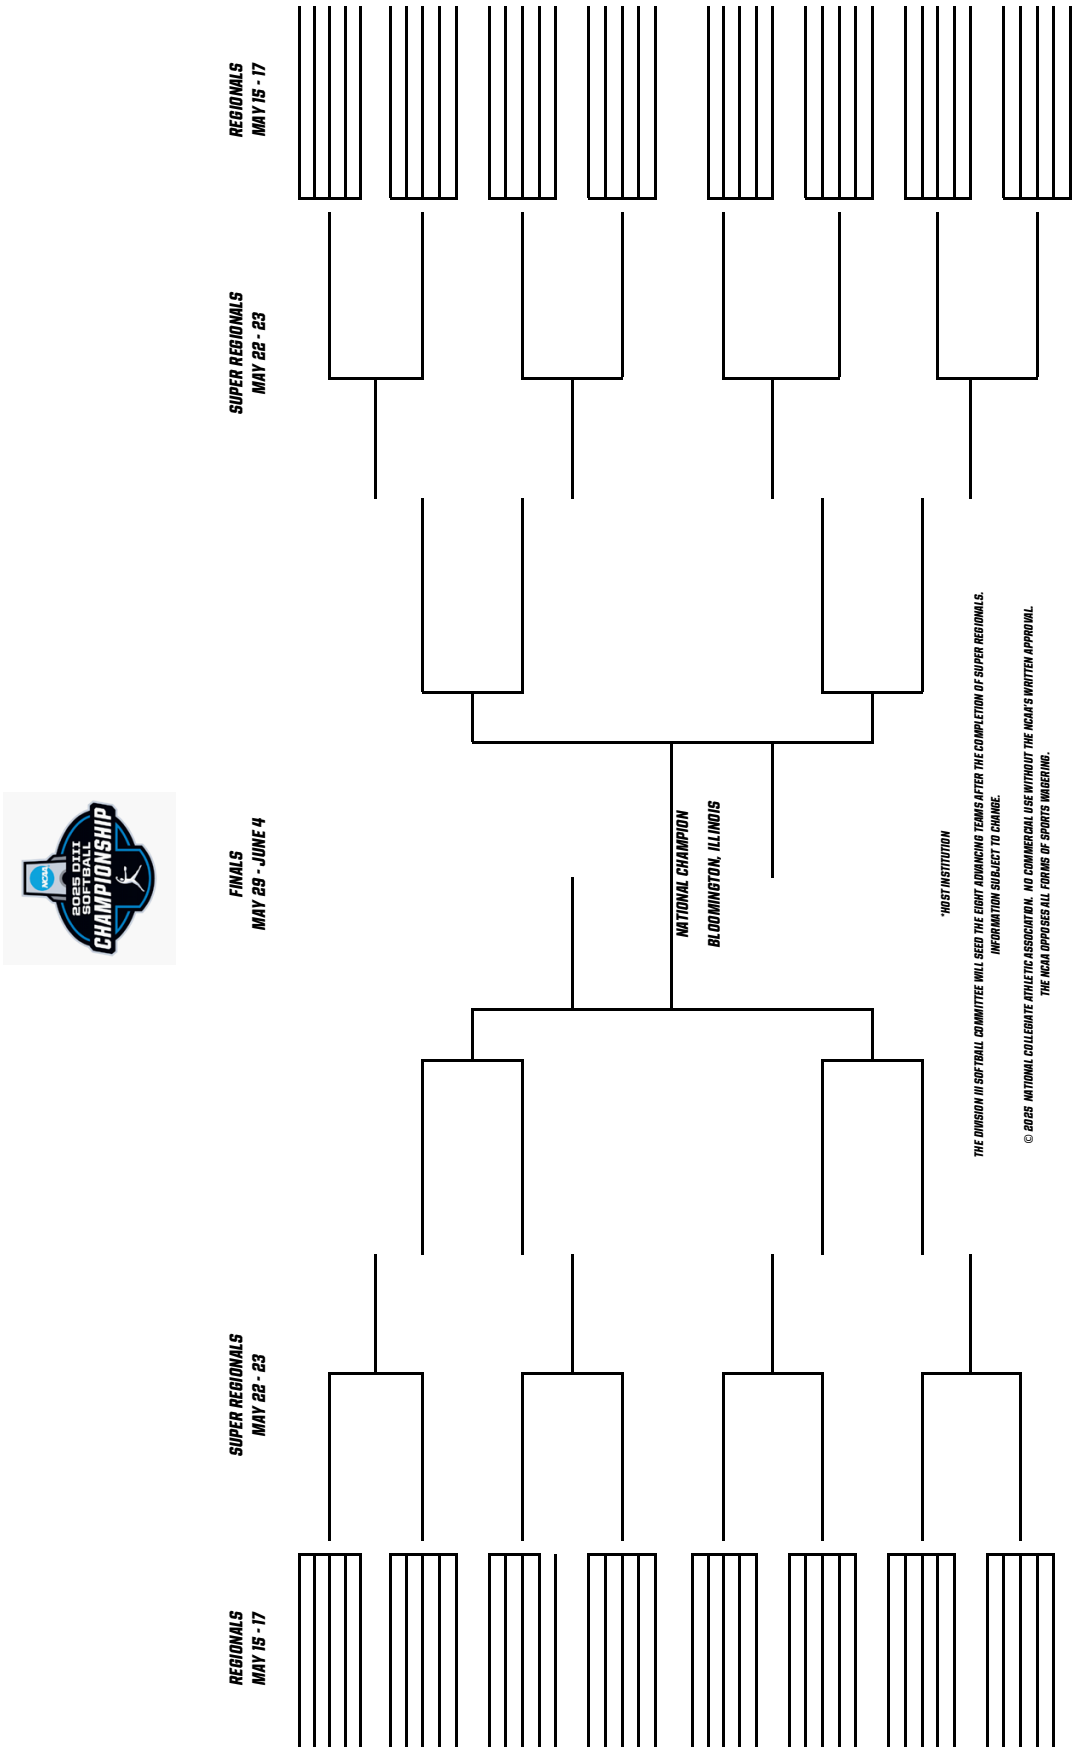 NCAA
2025 DIII
SOFTBALL
CHAMPIONSHIP
REGIONALS
MAY 15 - 17
SUPER REGIONALS
MAY 22 - 23
FINALS
MAY 29 - JUNE 4
SUPER REGIONALS
MAY 22 - 23
REGIONALS
MAY 15 - 17
NATIONAL CHAMPION
BLOOMINGTON, ILLINOIS
*HOST INSTITUTION
THE DIVISION III SOFTBALL COMMITTEE WILL SEED THE EIGHT ADVANCING TEAMS AFTER THE COMPLETION OF SUPER REGIONALS.
INFORMATION SUBJECT TO CHANGE.
© 2025 NATIONAL COLLEGIATE ATHLETIC ASSOCIATION. NO COMMERCIAL USE WITHOUT THE NCAA'S WRITTEN APPROVAL.
THE NCAA OPPOSES ALL FORMS OF SPORTS WAGERING.